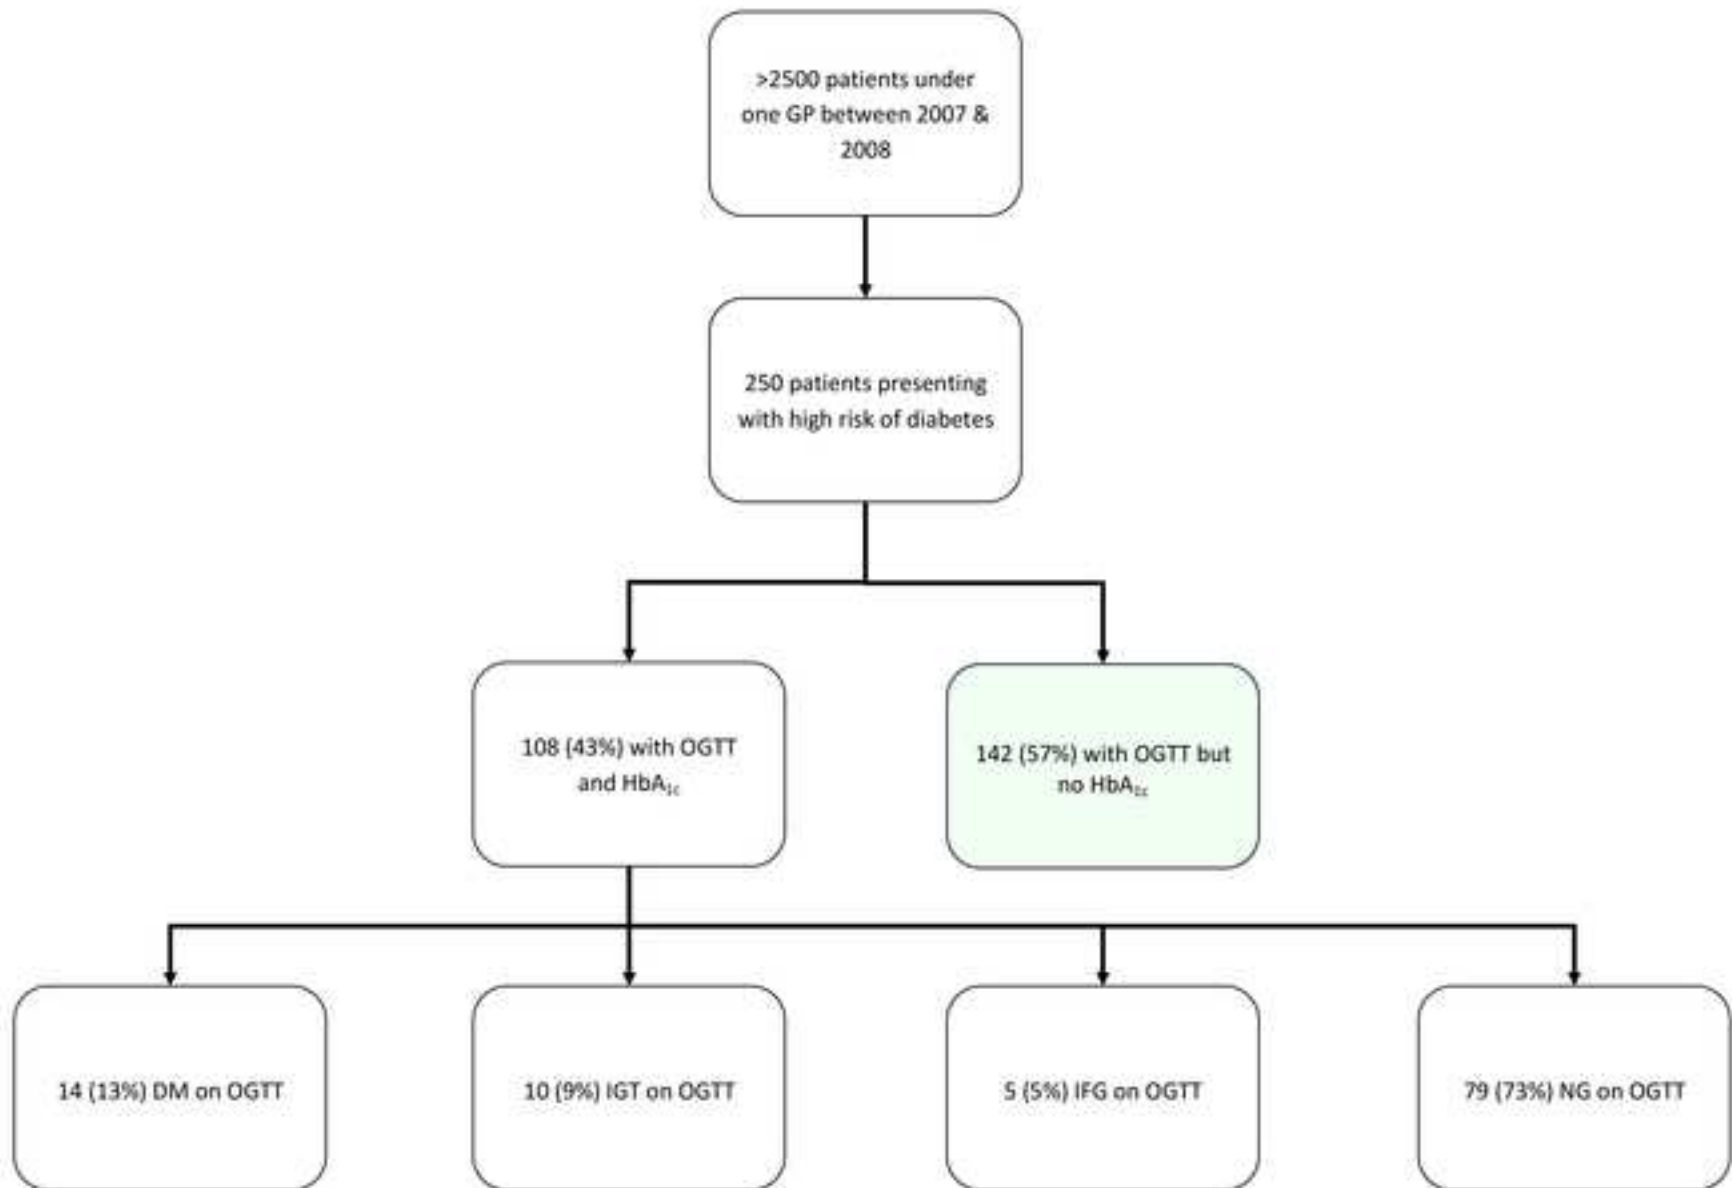 >2500 patients under
one GP between 2007 &
2008
250 patients presenting
with high risk of diabetes
108 (43%) with OGTT
and HbA₁c
142 (57%) with OGTT but
no HbA₁c
14 (13%) DM on OGTT
10 (9%) IGT on OGTT
5 (5%) IFG on OGTT
79 (73%) NG on OGTT